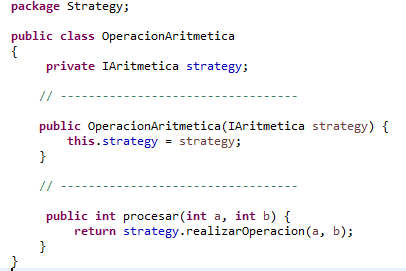 package Strategy;
public class OperacionAritmetica
{
private IAritmetica strategy;
// ----------------------------------
public OperacionAritmetica(IAritmetica strategy) {
this.strategy = strategy;
}
// ----------------------------------
public int procesar(int a, int b) {
return strategy.realizarOperacion(a, b);
}
}